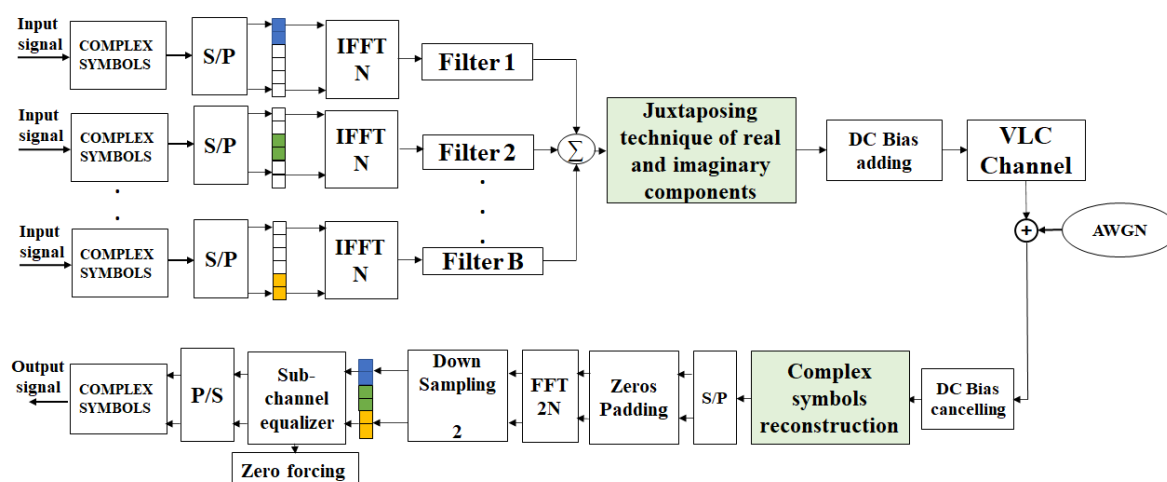 Input
signal
COMPLEX
SYMBOLS
S/P
IFFT
N
Filter 1
Input
signal
COMPLEX
SYMBOLS
S/P
IFFT
N
Filter 2
Input
signal
COMPLEX
SYMBOLS
S/P
IFFT
N
Filter B
∑
Juxtaposing
technique of real
and imaginary
components
DC Bias
adding
VLC
Channel
+
AWGN
Output
signal
COMPLEX
SYMBOLS
P/S
Sub-
channel
equalizer
Zero forcing
Down
Sampling
2
FFT
2N
Zeros
Padding
S/P
Complex
symbols
reconstruction
DC Bias
cancelling